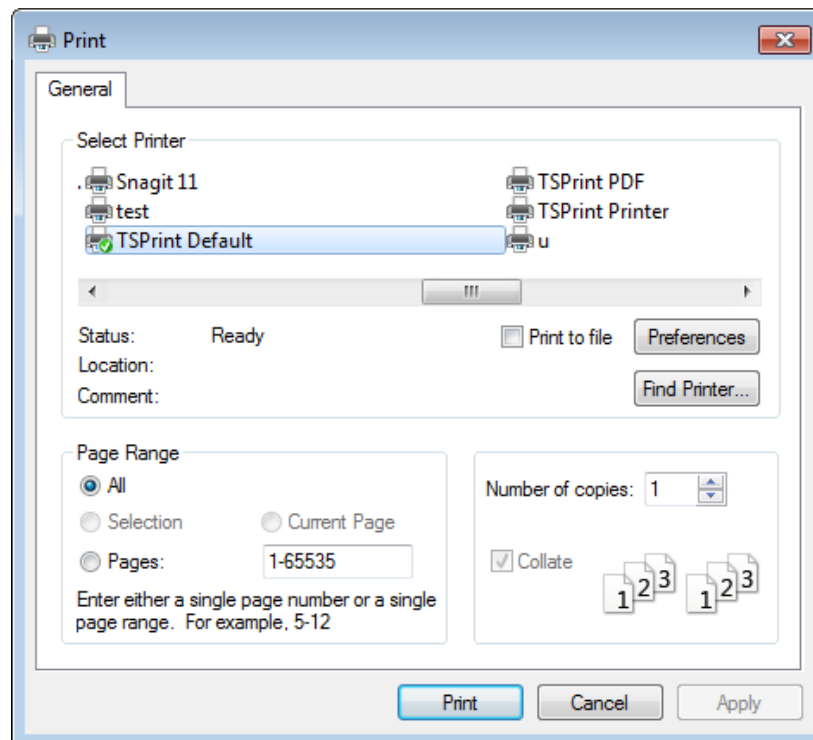 Print
General
Select Printer
Snagit 11
TSPrint PDF
test
TSPrint Printer
TSPrint Default
u
Status: Ready
Print to file
Preferences
Location:
Comment:
Find Printer...
Page Range
All
Number of copies: 1
Selection
Current Page
Pages: 1-65535
Collate
1 2 3 1 2 3
Enter either a single page number or a single
page range. For example, 5-12
Print
Cancel
Apply